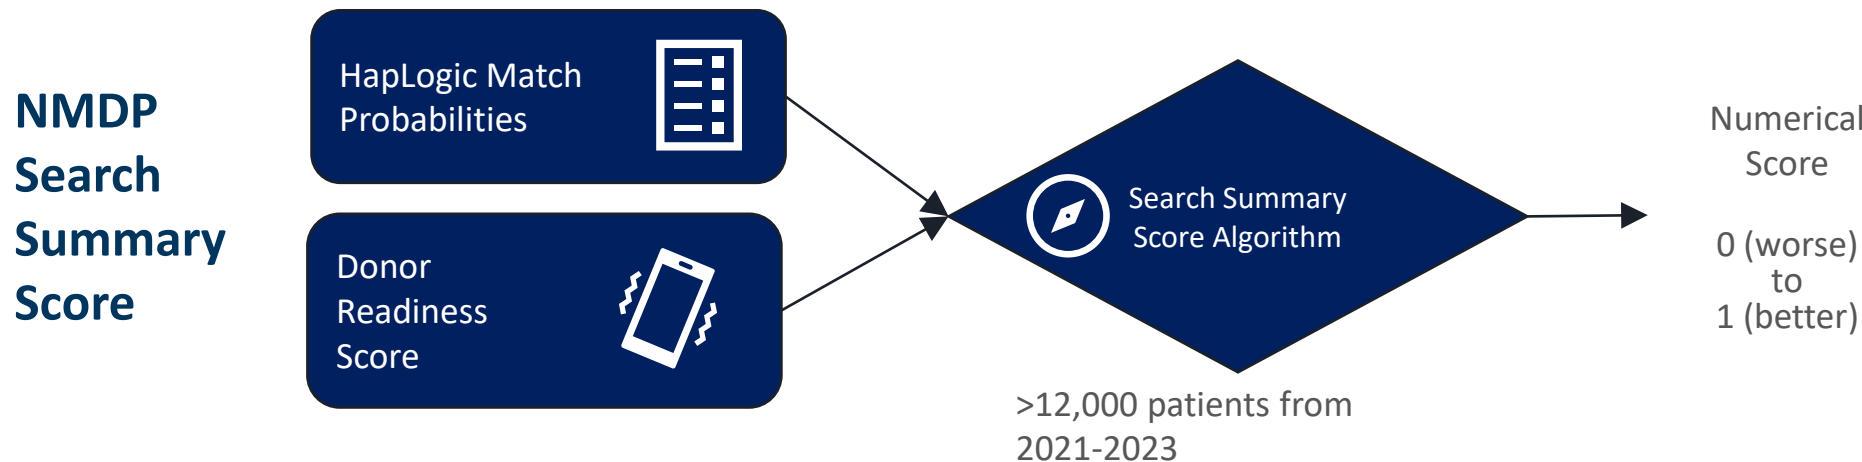 NMDP
Search
Summary
Score
HapLogic Match
Probabilities
Donor
Readiness
Score
Search Summary
Score Algorithm
>12,000 patients from
2021-2023
Numerical
Score
0 (worse)
to
1 (better)